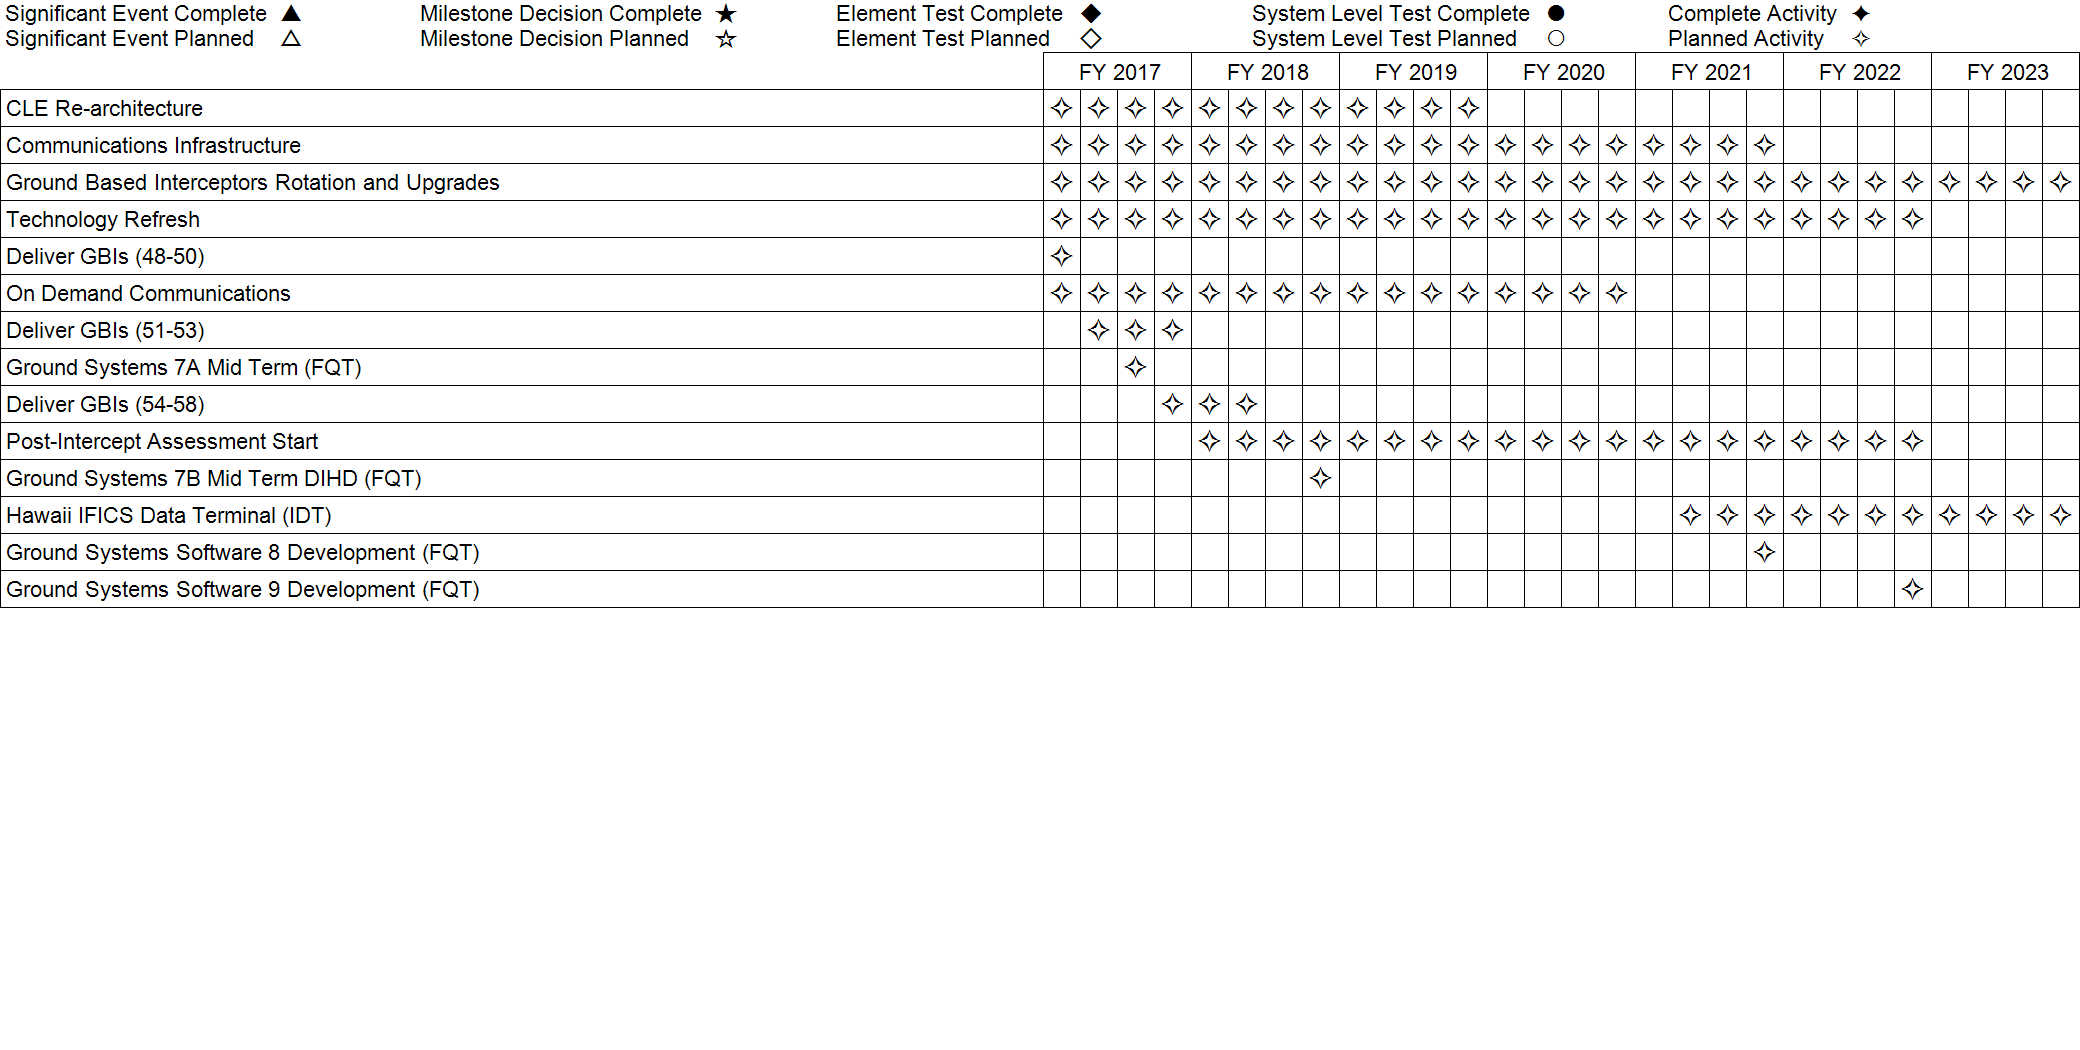 Significant Event Complete ▲ Milestone Decision Complete ★ Element Test Complete ◆ System Level Test Complete ● Complete Activity ✦
Significant Event Planned △ Milestone Decision Planned ☆ Element Test Planned ◇ System Level Test Planned ○ Planned Activity ✧
FY 2017 FY 2018 FY 2019 FY 2020 FY 2021 FY 2022 FY 2023
CLE Re-architecture ✧ ✧ ✧ ✧ ✧ ✧ ✧ ✧ ✧ ✧ ✧ ✧
Communications Infrastructure ✧ ✧ ✧ ✧ ✧ ✧ ✧ ✧ ✧ ✧ ✧ ✧ ✧ ✧ ✧ ✧ ✧ ✧ ✧ ✧
Ground Based Interceptors Rotation and Upgrades ✧ ✧ ✧ ✧ ✧ ✧ ✧ ✧ ✧ ✧ ✧ ✧ ✧ ✧ ✧ ✧ ✧ ✧ ✧ ✧ ✧ ✧ ✧ ✧ ✧ ✧ ✧ ✧
Technology Refresh ✧ ✧ ✧ ✧ ✧ ✧ ✧ ✧ ✧ ✧ ✧ ✧ ✧ ✧ ✧ ✧ ✧ ✧ ✧ ✧ ✧ ✧ ✧ ✧
Deliver GBIs (48-50) ✧
On Demand Communications ✧ ✧ ✧ ✧ ✧ ✧ ✧ ✧ ✧ ✧ ✧ ✧ ✧ ✧ ✧ ✧
Deliver GBIs (51-53) ✧ ✧ ✧
Ground Systems 7A Mid Term (FQT) ✧
Deliver GBIs (54-58) ✧ ✧ ✧
Post-Intercept Assessment Start ✧ ✧ ✧ ✧ ✧ ✧ ✧ ✧ ✧ ✧ ✧ ✧ ✧ ✧ ✧ ✧ ✧ ✧ ✧ ✧
Ground Systems 7B Mid Term DIHD (FQT) ✧
Hawaii IFICS Data Terminal (IDT) ✧ ✧ ✧ ✧ ✧ ✧ ✧ ✧ ✧ ✧ ✧
Ground Systems Software 8 Development (FQT) ✧
Ground Systems Software 9 Development (FQT) ✧